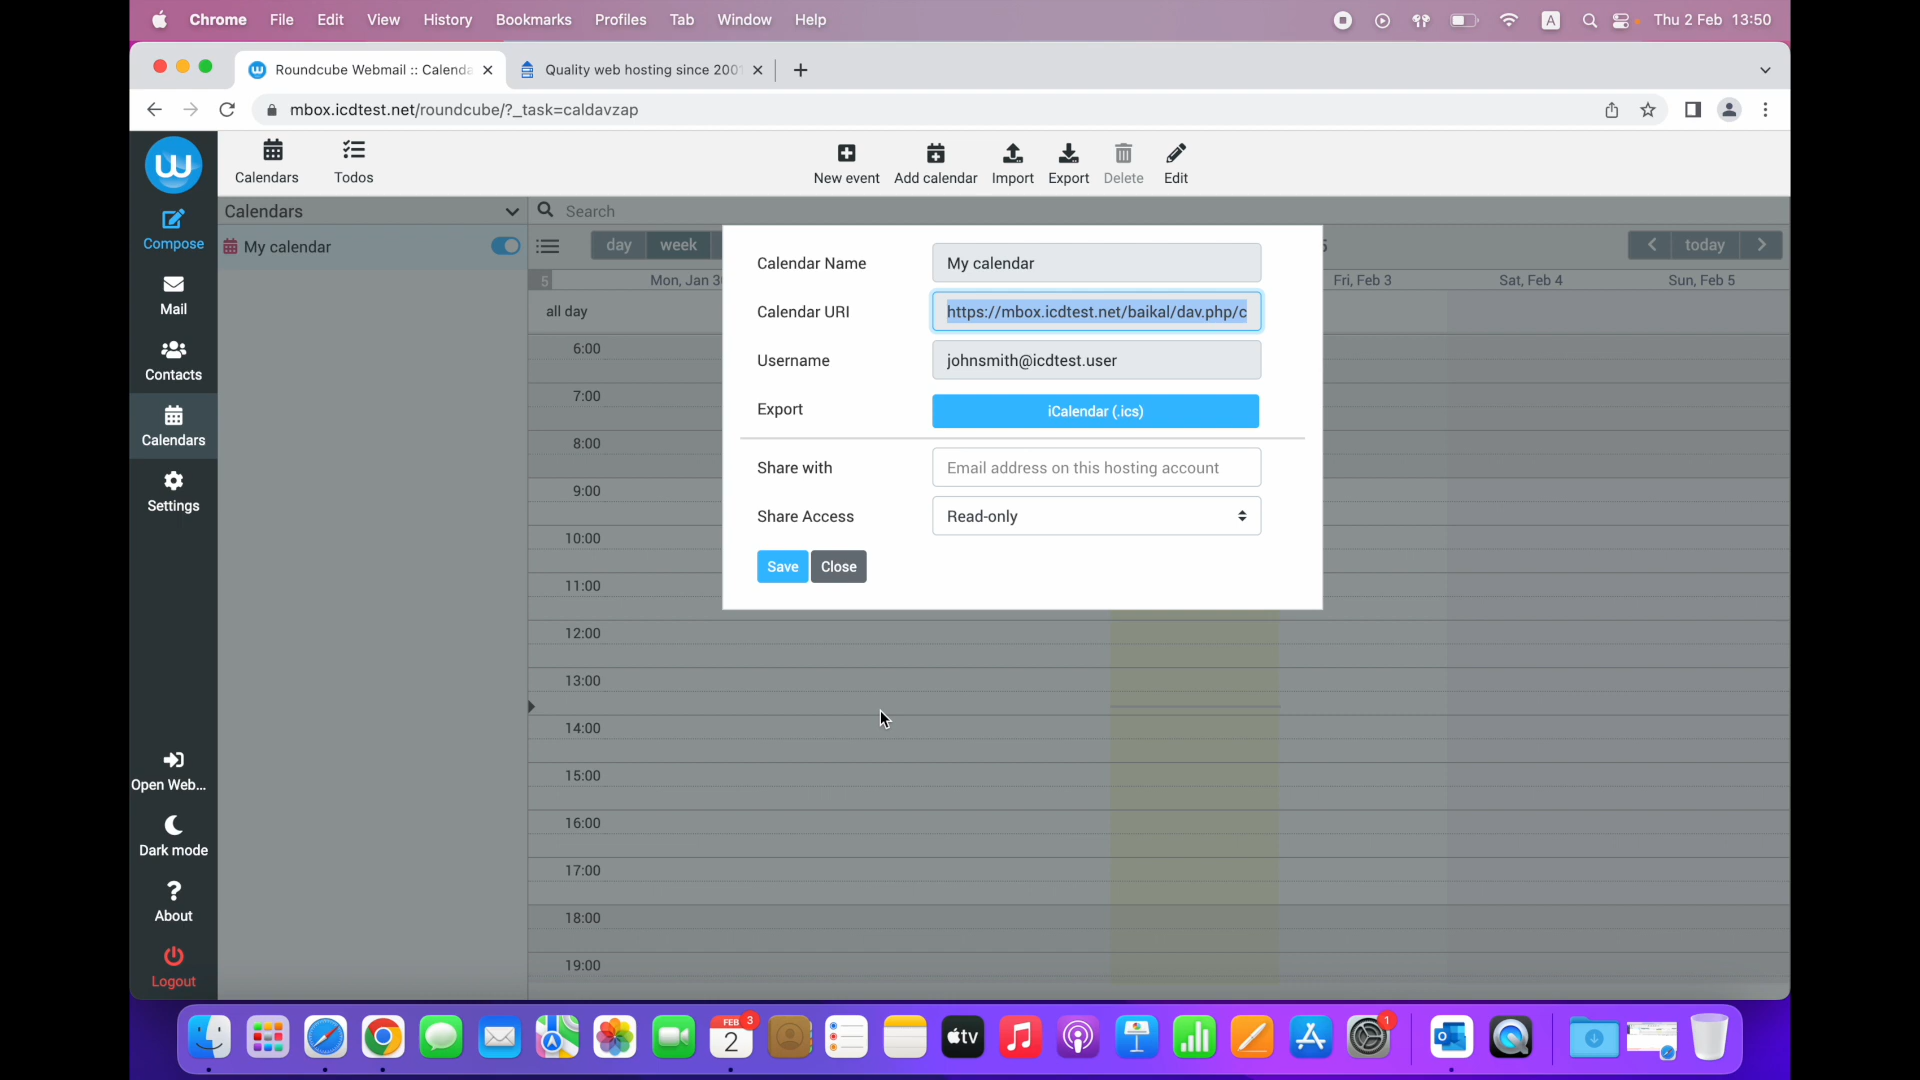 Chrome File Edit View History Bookmarks Profiles Tab Window Help A Thu 2 Feb 13:50
Roundcube Webmail :: Calenda Quality web hosting since 2001
mbox.icdtest.net/roundcube/?_task=caldavzap
Calendars Todos New event Add calendar Import Export Delete Edit
Compose
Mail
Contacts
Calendars
Settings
Open Web...
Dark mode
About
Logout
Calendars
My calendar
Search
day week today
5 Mon, Jan 3 Fri, Feb 3 Sat, Feb 4 Sun, Feb 5
all day
6:00
7:00
8:00
9:00
10:00
11:00
12:00
13:00
14:00
15:00
16:00
17:00
18:00
19:00
Calendar Name My calendar
Calendar URI https://mbox.icdtest.net/baikal/dav.php/c
Username johnsmith@icdtest.user
Export iCalendar (.ics)
Share with Email address on this hosting account
Share Access Read-only
Save Close
FEB 2 3
tv
1